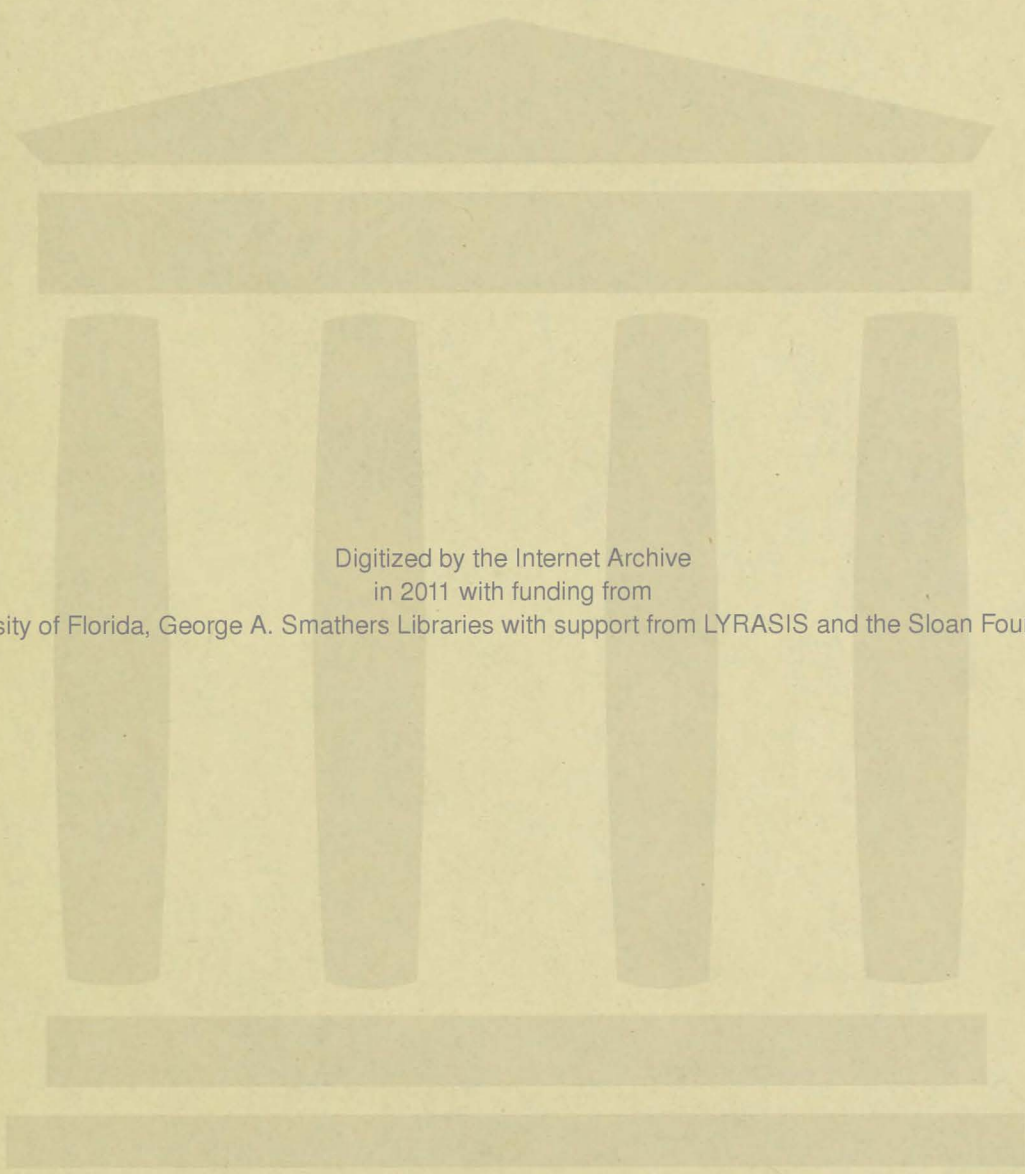 Digitized by the Internet Archive
in 2011 with funding from
sity of Florida, George A. Smathers Libraries with support from LYRASIS and the Sloan Fou